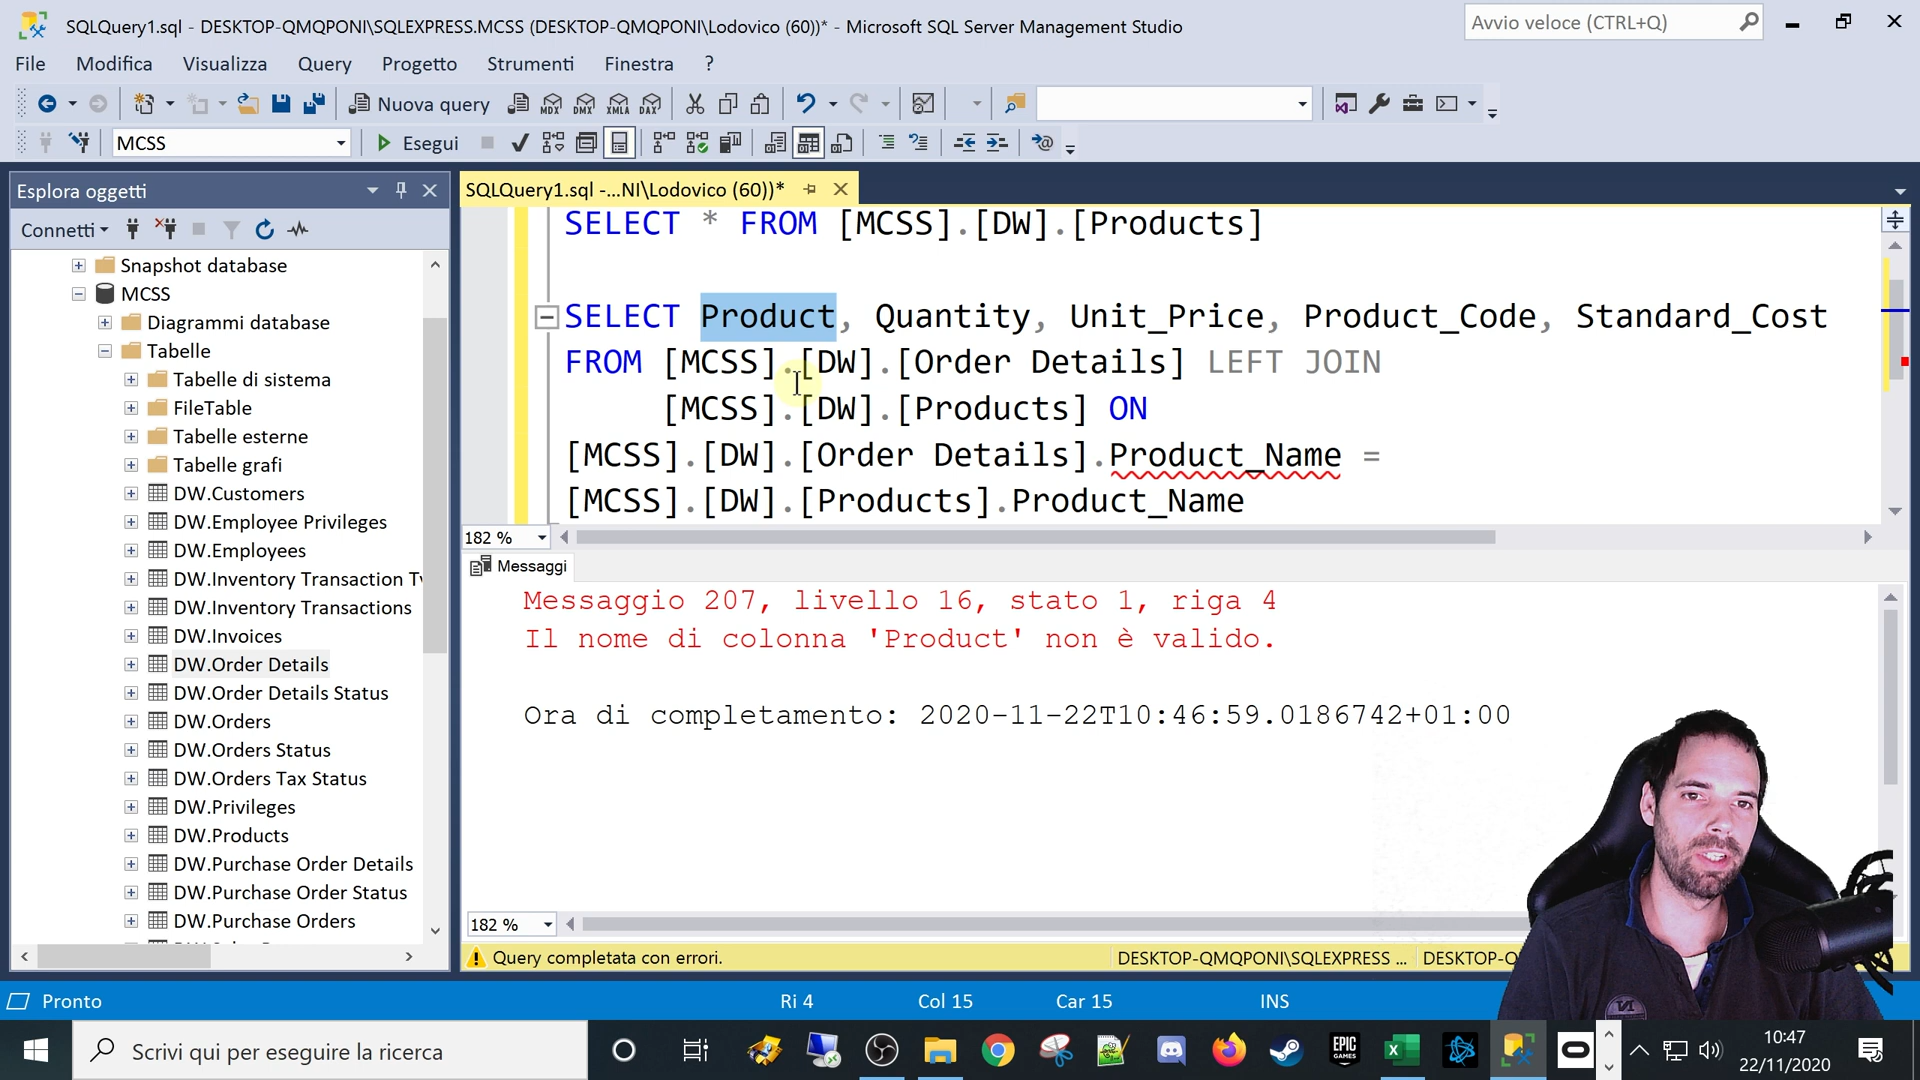 SQLQuery1.sql - DESKTOP-QMQPONI\SQLEXPRESS.MCSS (DESKTOP-QMQPONI\Lodovico (60))* - Microsoft SQL Server Management Studio
Avvio veloce (CTRL+Q)
File Modifica Visualizza Query Progetto Strumenti Finestra ?
Nuova query MDX DMX XMLA DAX
MCSS Esegui
Esplora oggetti
SQLQuery1.sql -...NI\Lodovico (60))*
Connetti
Snapshot database
MCSS
Diagrammi database
Tabelle
Tabelle di sistema
FileTable
Tabelle esterne
Tabelle grafi
DW.Customers
DW.Employee Privileges
DW.Employees
DW.Inventory Transaction Ty
DW.Inventory Transactions
DW.Invoices
DW.Order Details
DW.Order Details Status
DW.Orders
DW.Orders Status
DW.Orders Tax Status
DW.Privileges
DW.Products
DW.Purchase Order Details
DW.Purchase Order Status
DW.Purchase Orders
SELECT * FROM [MCSS].[DW].[Products]
SELECT Product, Quantity, Unit_Price, Product_Code, Standard_Cost
FROM [MCSS].[DW].[Order Details] LEFT JOIN
[MCSS].[DW].[Products] ON
[MCSS].[DW].[Order Details].Product_Name =
[MCSS].[DW].[Products].Product_Name
182 %
Messaggi
Messaggio 207, livello 16, stato 1, riga 4
Il nome di colonna 'Product' non è valido.
Ora di completamento: 2020-11-22T10:46:59.0186742+01:00
182 %
Query completata con errori.
DESKTOP-QMQPONI\SQLEXPRESS ... DESKTOP-Q
Pronto
Ri 4 Col 15 Car 15 INS
Scrivi qui per eseguire la ricerca
EPIC GAMES
10:47
22/11/2020